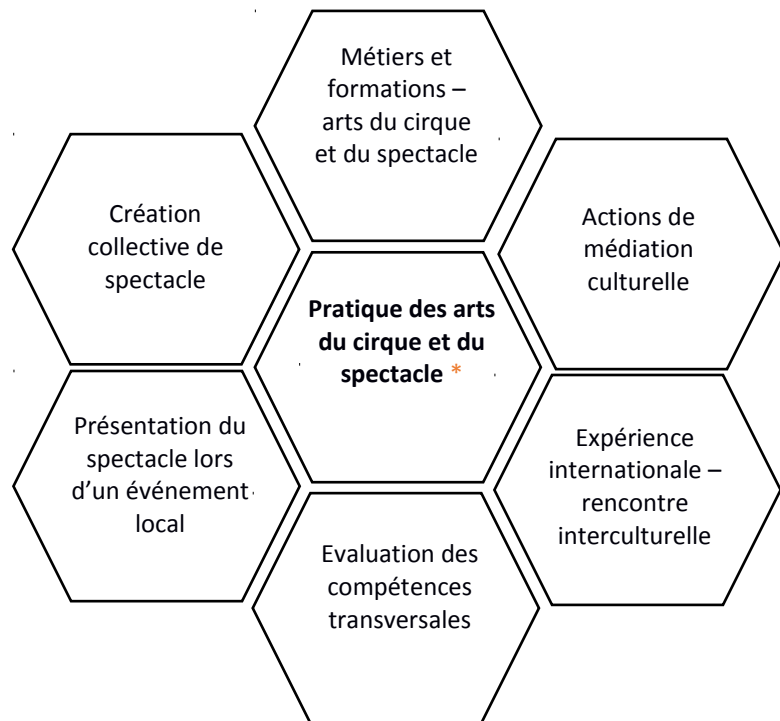 Métiers et
formations –
arts du cirque
et du spectacle
Création
collective de
spectacle
Actions de
médiation
culturelle
Pratique des arts
du cirque et du
spectacle *
Présentation du
spectacle lors
d’un événement
local
Expérience
internationale –
rencontre
interculturelle
Evaluation des
compétences
transversales